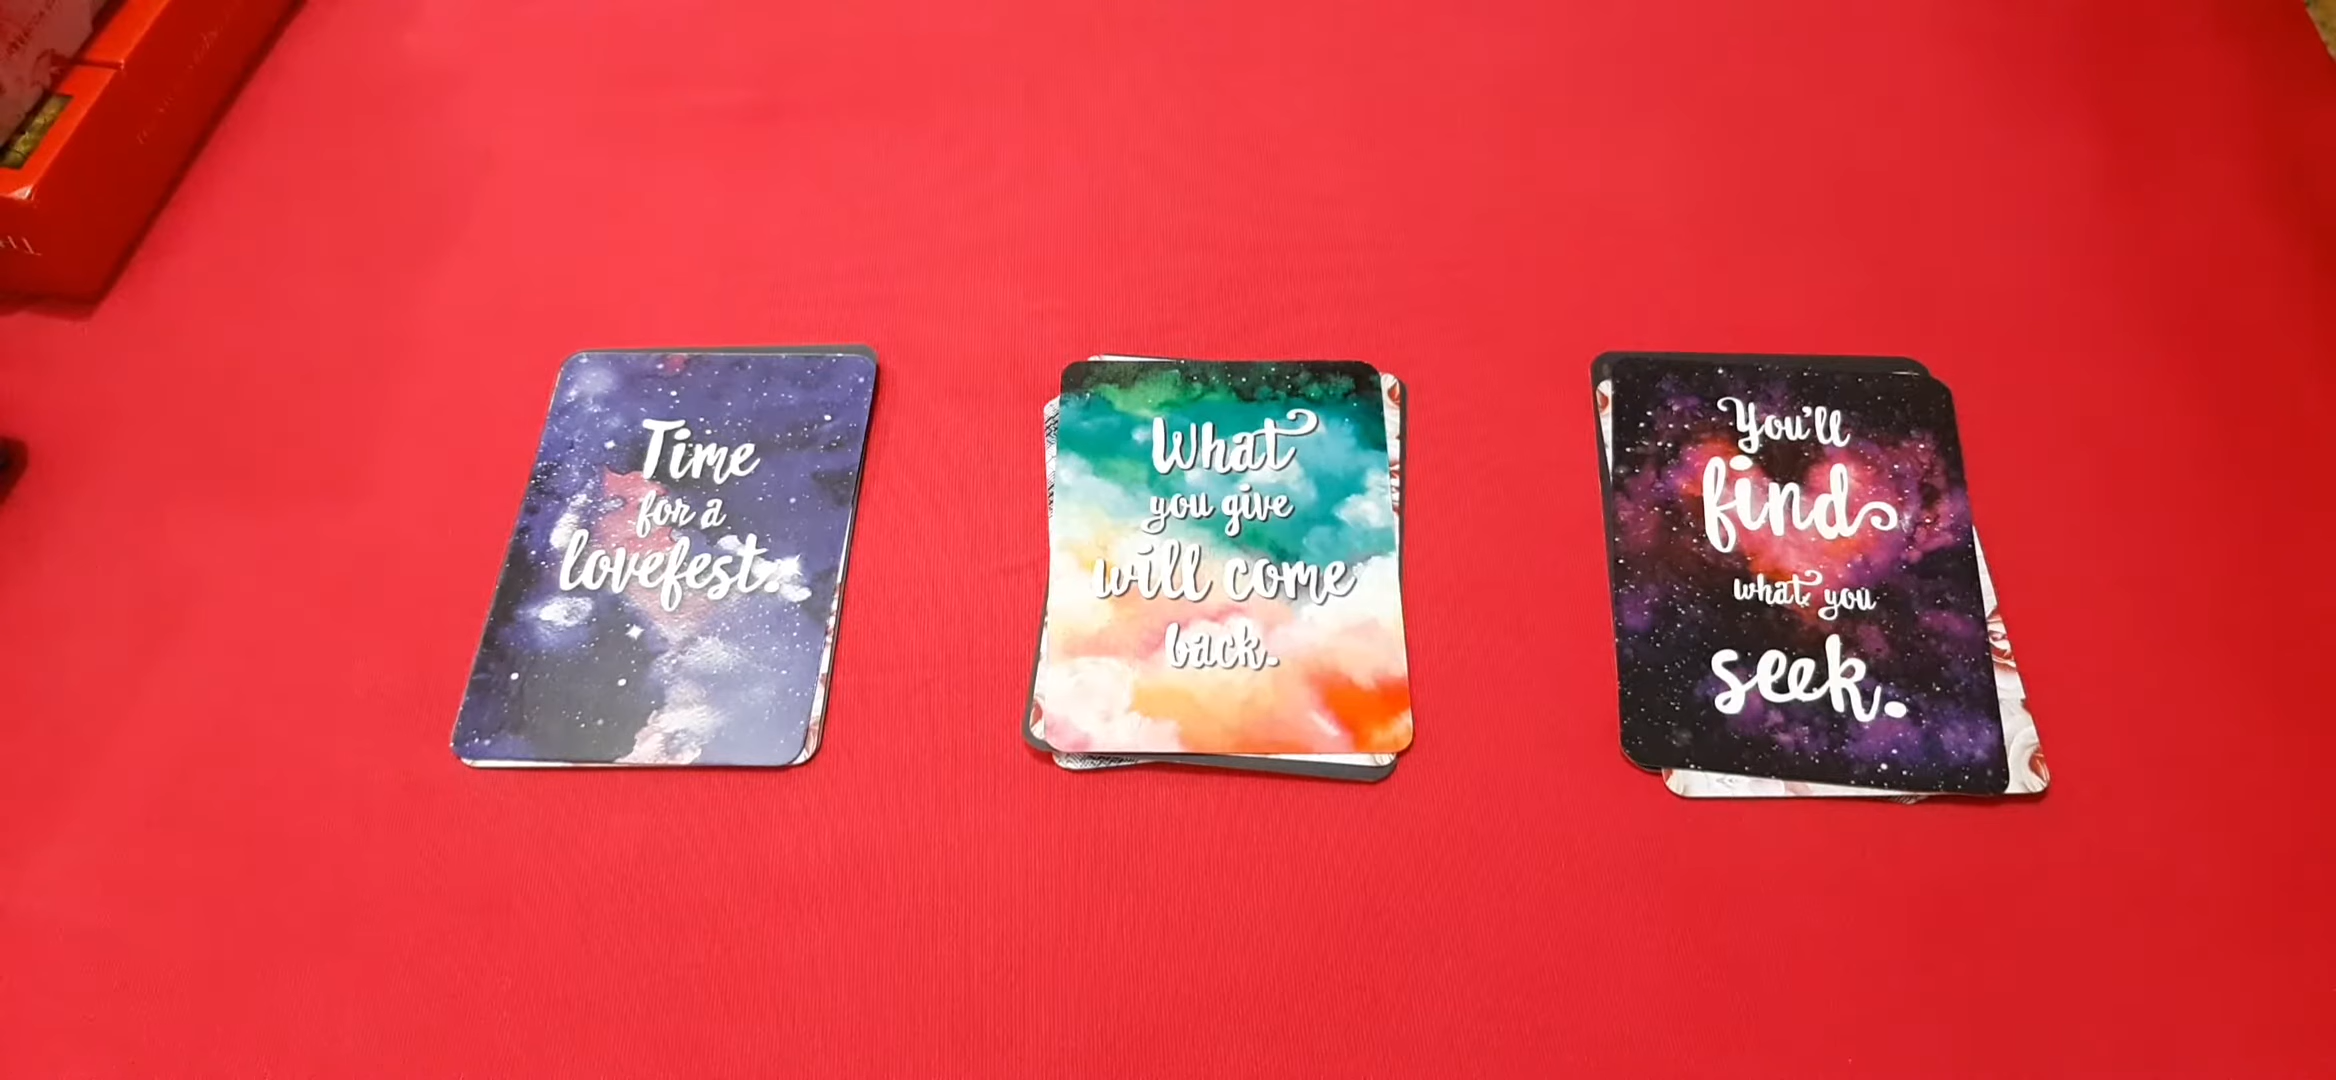 Time
for a
lovefest.
What
you give
will come
back.
You'll
find
what you
seek.